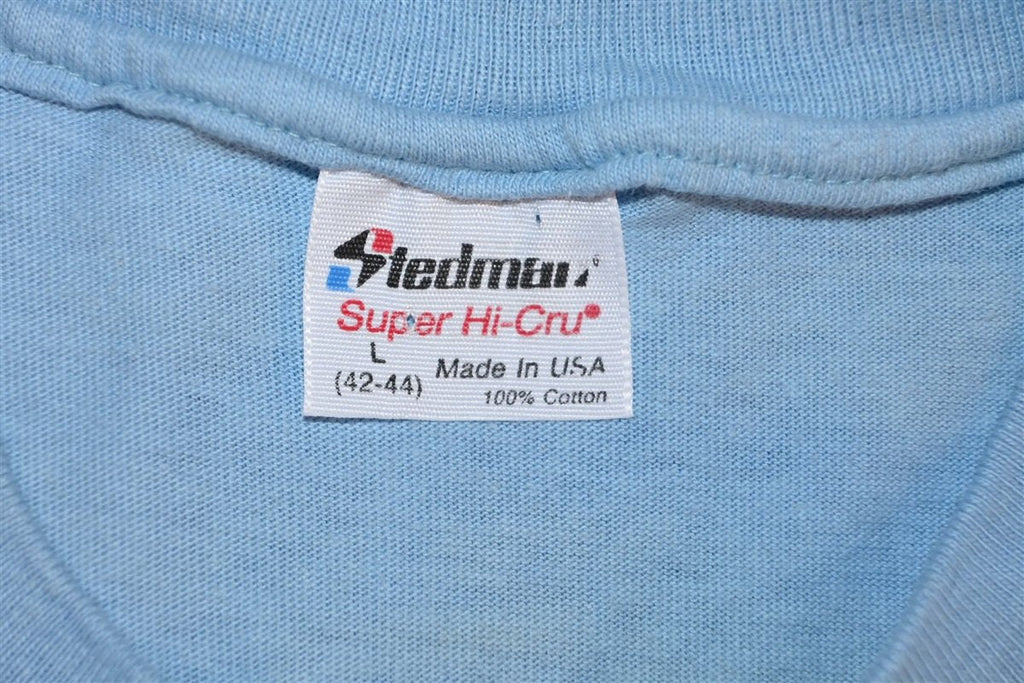 Stedman®
Super Hi-Cru®
L
(42-44)
Made In USA
100% Cotton